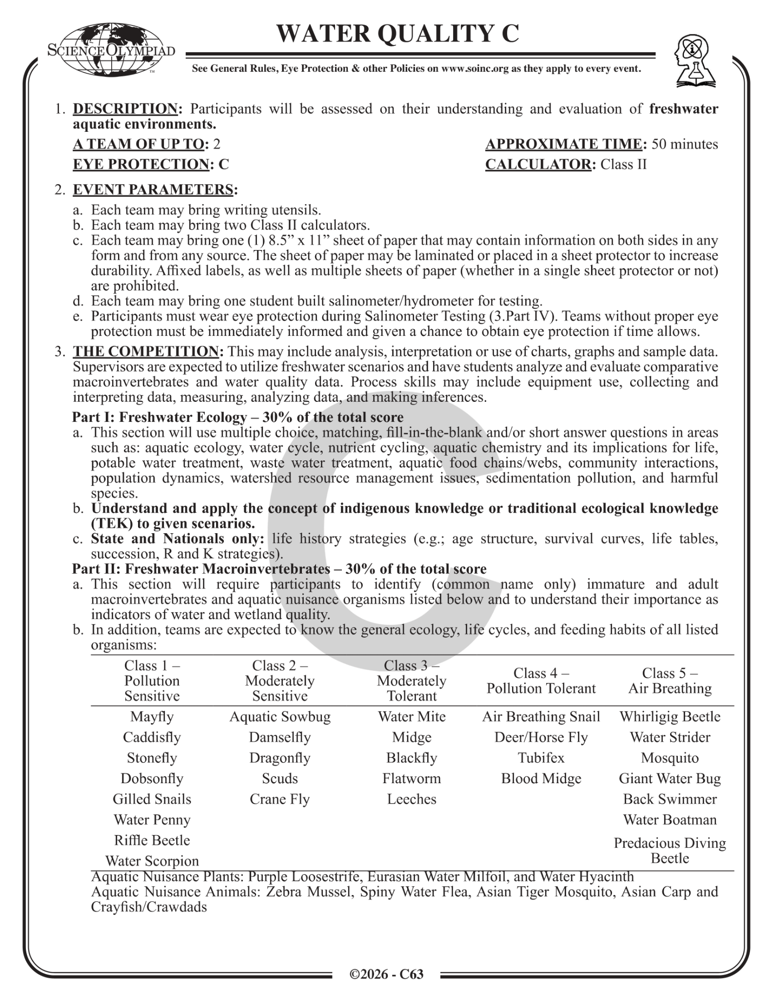 WATER QUALITY C
SCIENCE OLYMPIAD
TM
See General Rules, Eye Protection & other Policies on www.soinc.org as they apply to every event.
1. DESCRIPTION: Participants will be assessed on their understanding and evaluation of freshwater
aquatic environments.
A TEAM OF UP TO: 2 APPROXIMATE TIME: 50 minutes
EYE PROTECTION: C CALCULATOR: Class II
2. EVENT PARAMETERS:
a. Each team may bring writing utensils.
b. Each team may bring two Class II calculators.
c. Each team may bring one (1) 8.5” x 11” sheet of paper that may contain information on both sides in any
form and from any source. The sheet of paper may be laminated or placed in a sheet protector to increase
durability. Affixed labels, as well as multiple sheets of paper (whether in a single sheet protector or not)
are prohibited.
d. Each team may bring one student built salinometer/hydrometer for testing.
e. Participants must wear eye protection during Salinometer Testing (3.Part IV). Teams without proper eye
protection must be immediately informed and given a chance to obtain eye protection if time allows.
3. THE COMPETITION: This may include analysis, interpretation or use of charts, graphs and sample data.
Supervisors are expected to utilize freshwater scenarios and have students analyze and evaluate comparative
macroinvertebrates and water quality data. Process skills may include equipment use, collecting and
interpreting data, measuring, analyzing data, and making inferences.
Part I: Freshwater Ecology – 30% of the total score
a. This section will use multiple choice, matching, fill-in-the-blank and/or short answer questions in areas
such as: aquatic ecology, water cycle, nutrient cycling, aquatic chemistry and its implications for life,
potable water treatment, waste water treatment, aquatic food chains/webs, community interactions,
population dynamics, watershed resource management issues, sedimentation pollution, and harmful
species.
b. Understand and apply the concept of indigenous knowledge or traditional ecological knowledge
(TEK) to given scenarios.
c. State and Nationals only: life history strategies (e.g.; age structure, survival curves, life tables,
succession, R and K strategies).
Part II: Freshwater Macroinvertebrates – 30% of the total score
a. This section will require participants to identify (common name only) immature and adult
macroinvertebrates and aquatic nuisance organisms listed below and to understand their importance as
indicators of water and wetland quality.
b. In addition, teams are expected to know the general ecology, life cycles, and feeding habits of all listed
organisms:
Class 1 – Pollution Sensitive Class 2 – Moderately Sensitive Class 3 – Moderately Tolerant Class 4 – Pollution Tolerant Class 5 – Air Breathing
Mayfly Aquatic Sowbug Water Mite Air Breathing Snail Whirligig Beetle
Caddisfly Damselfly Midge Deer/Horse Fly Water Strider
Stonefly Dragonfly Blackfly Tubifex Mosquito
Dobsonfly Scuds Flatworm Blood Midge Giant Water Bug
Gilled Snails Crane Fly Leeches Back Swimmer
Water Penny Water Boatman
Riffle Beetle Predacious Diving Beetle
Water Scorpion
Aquatic Nuisance Plants: Purple Loosestrife, Eurasian Water Milfoil, and Water Hyacinth
Aquatic Nuisance Animals: Zebra Mussel, Spiny Water Flea, Asian Tiger Mosquito, Asian Carp and
Crayfish/Crawdads
C
©2026 - C63